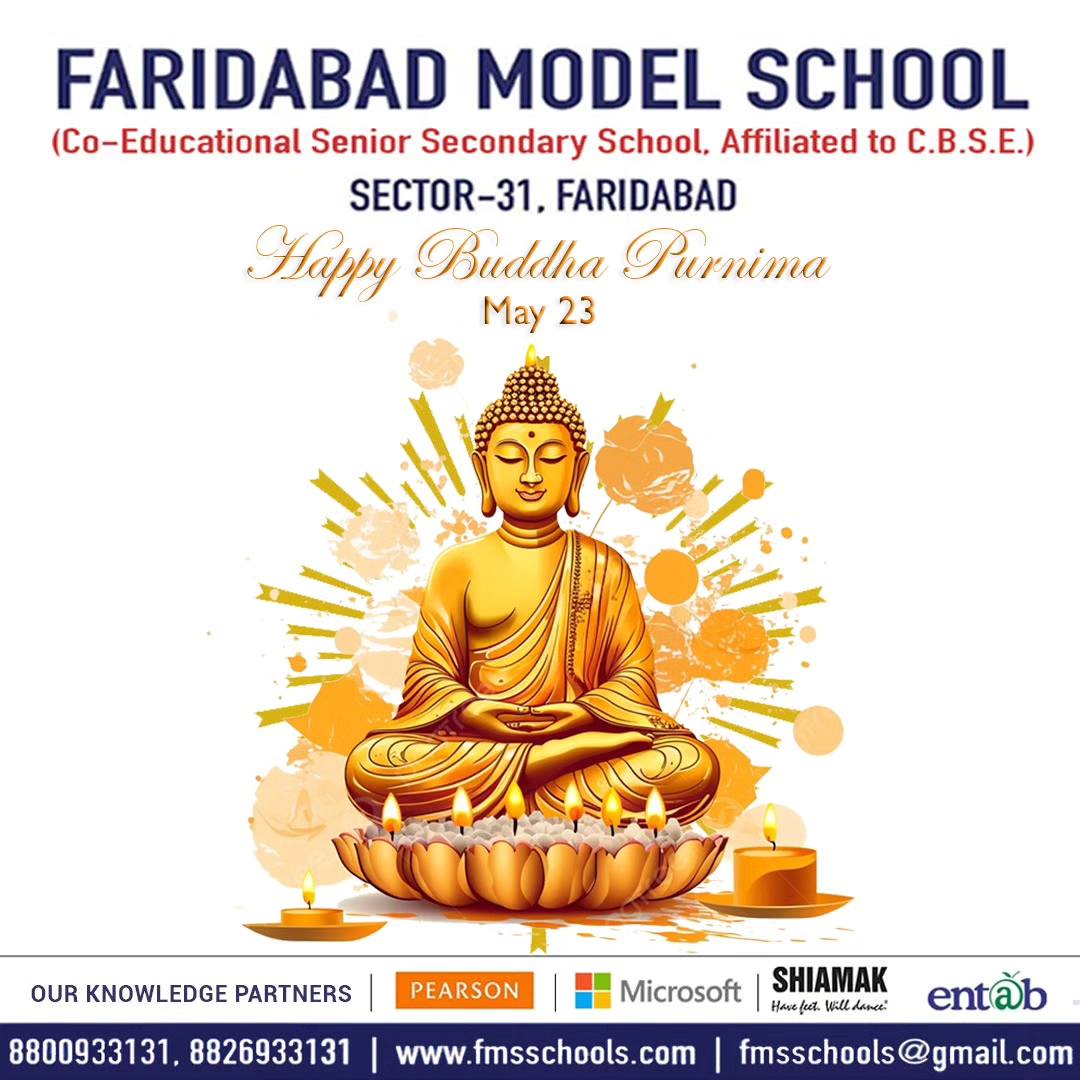 FARIDABAD MODEL SCHOOL
(Co-Educational Senior Secondary School, Affiliated to C.B.S.E.)
SECTOR-31, FARIDABAD
Happy Buddha Purnima
May 23
OUR KNOWLEDGE PARTNERS | PEARSON | Microsoft | SHIAMAK
Have feet. Will dance.
entab
8800933131, 8826933131 | www.fmsschools.com | fmsschools@gmail.com